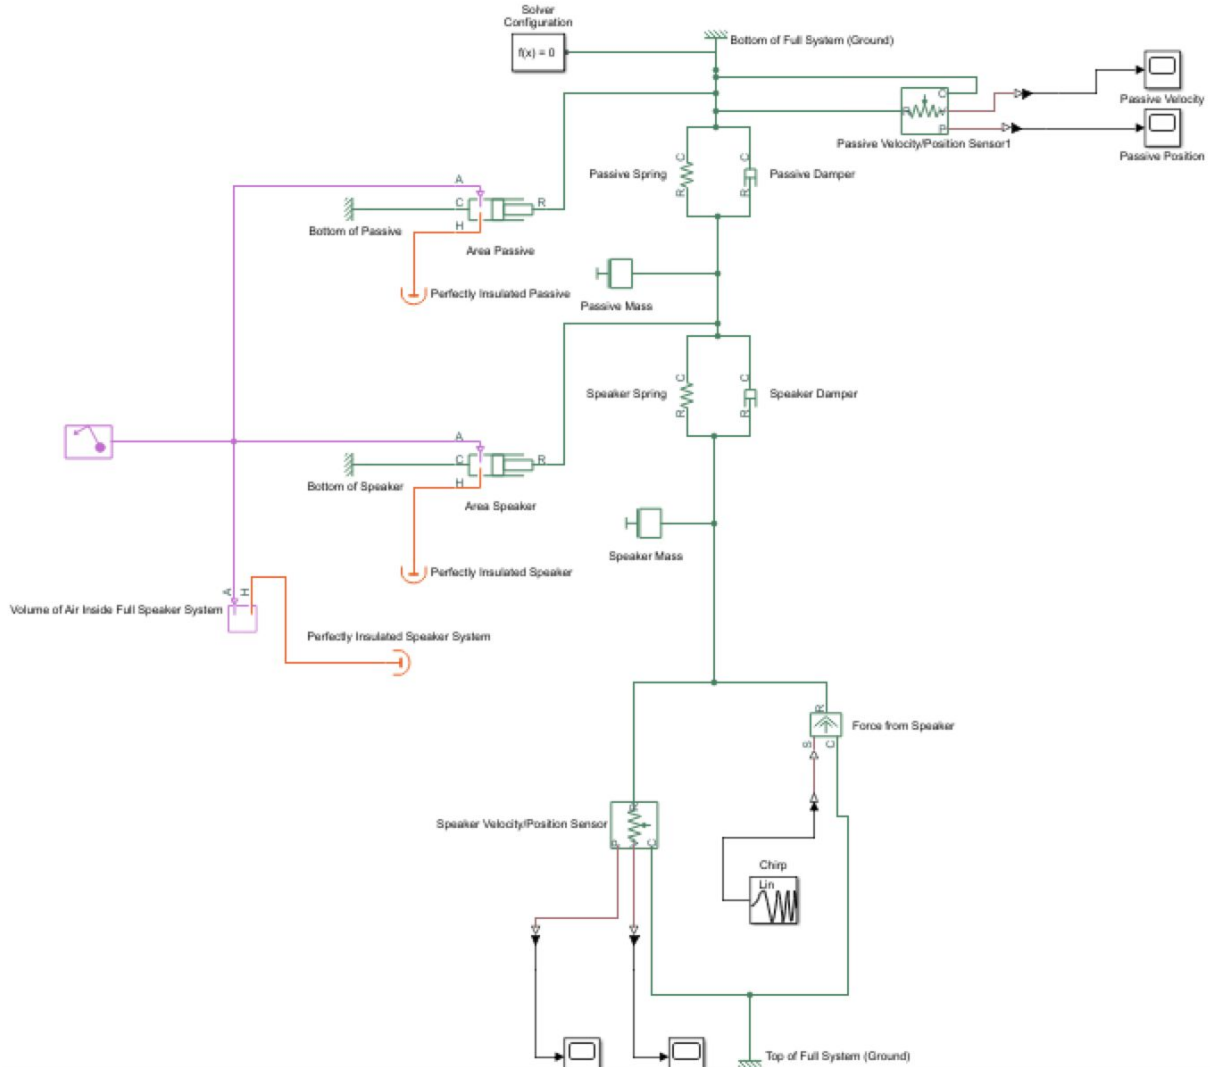 Solver
Configuration
f(x) = 0
Bottom of Full System (Ground)
C
R
V
P
Passive Velocity
Passive Velocity/Position Sensor1
Passive Position
C
C
Passive Spring
Passive Damper
R
R
A
C
R
H
Bottom of Passive
Area Passive
Perfectly Insulated Passive
Passive Mass
C
C
Speaker Spring
Speaker Damper
R
R
A
C
R
H
Bottom of Speaker
Area Speaker
Speaker Mass
Perfectly Insulated Speaker
A
H
Volume of Air Inside Full Speaker System
Perfectly Insulated Speaker System
R
Force from Speaker
S
C
R
Speaker Velocity/Position Sensor
P
V
C
Chirp
Lin
Top of Full System (Ground)